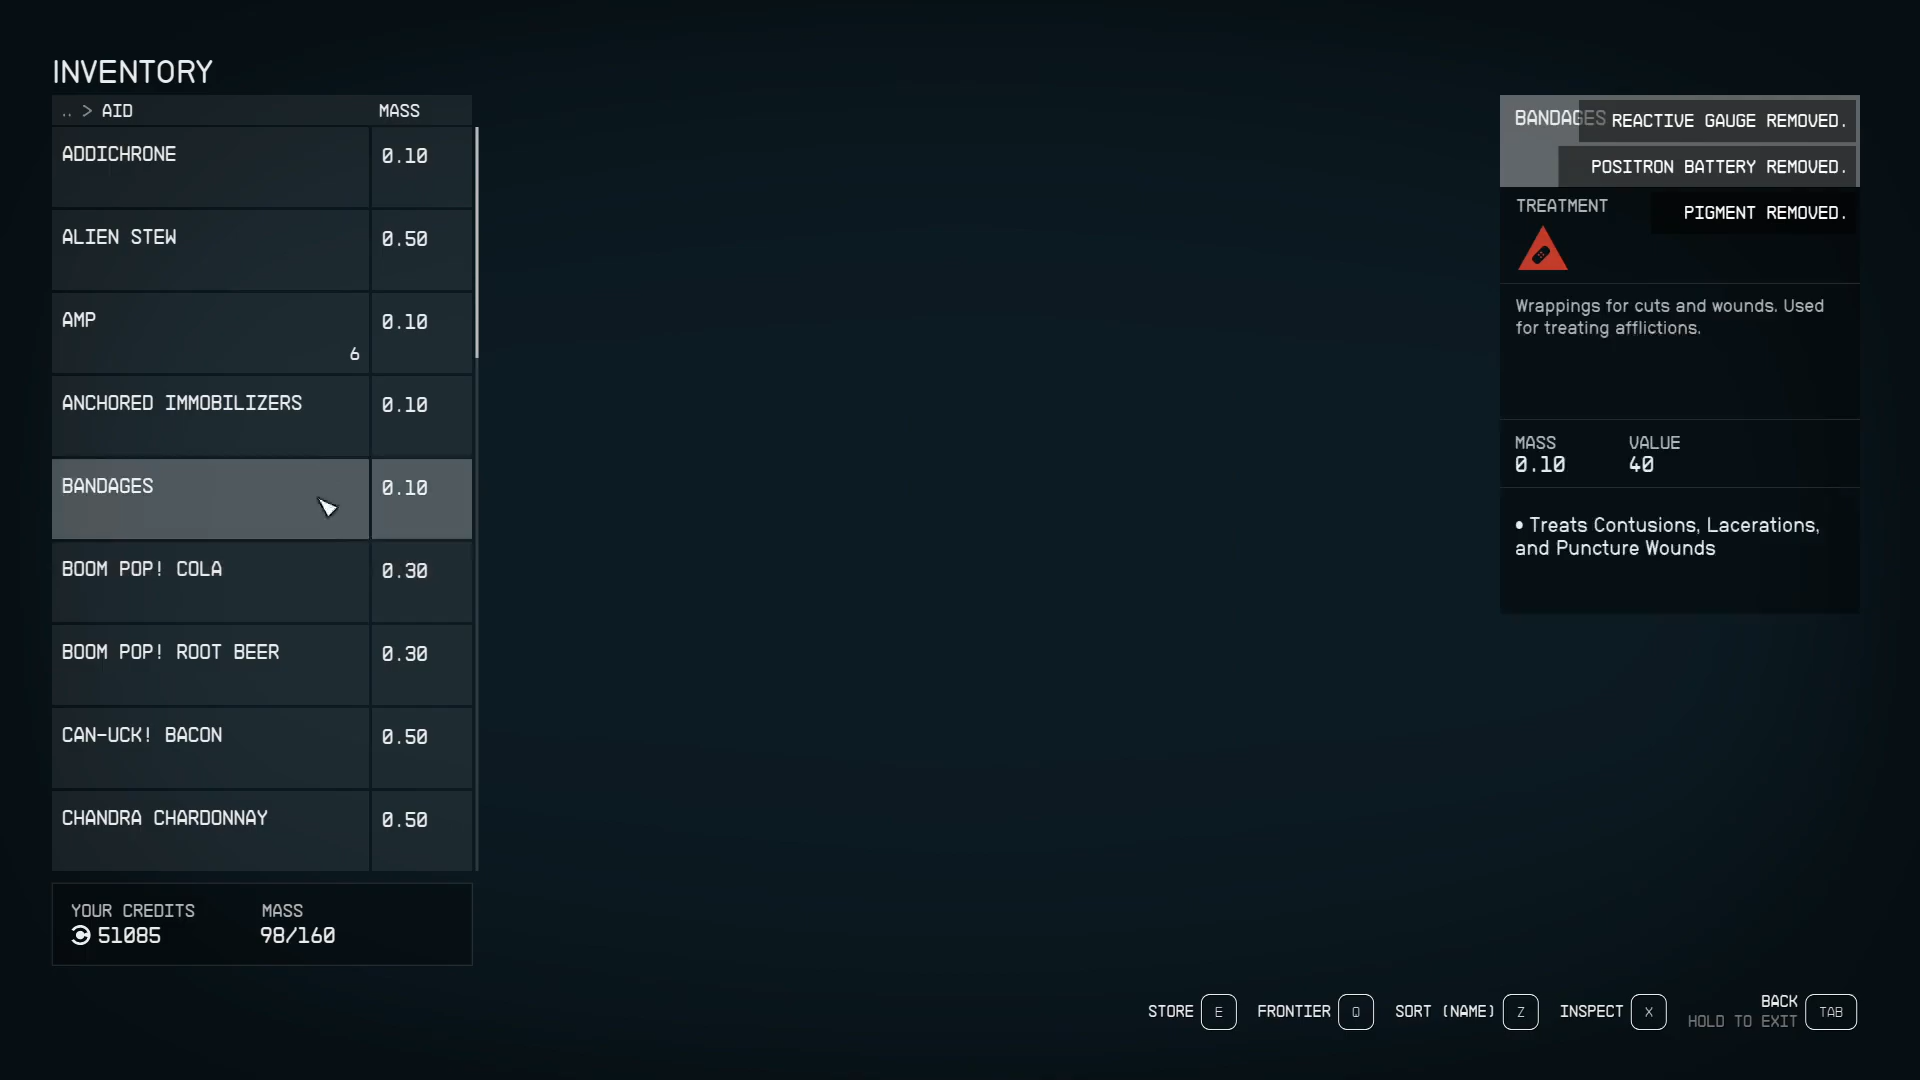 INVENTORY
.. > AID MASS
ADDICHRONE 0.10
ALIEN STEW 0.50
AMP 0.10
6
ANCHORED IMMOBILIZERS 0.10
BANDAGES 0.10
BOOM POP! COLA 0.30
BOOM POP! ROOT BEER 0.30
CAN-UCK! BACON 0.50
CHANDRA CHARDONNAY 0.50
YOUR CREDITS MASS
51085 98/160
BANDAGES
REACTIVE GAUGE REMOVED.
POSITRON BATTERY REMOVED.
PIGMENT REMOVED.
TREATMENT
Wrappings for cuts and wounds. Used
for treating afflictions.
MASS VALUE
0.10 40
• Treats Contusions, Lacerations,
and Puncture Wounds
STORE E FRONTIER Q SORT (NAME) Z INSPECT X BACK TAB
HOLD TO EXIT